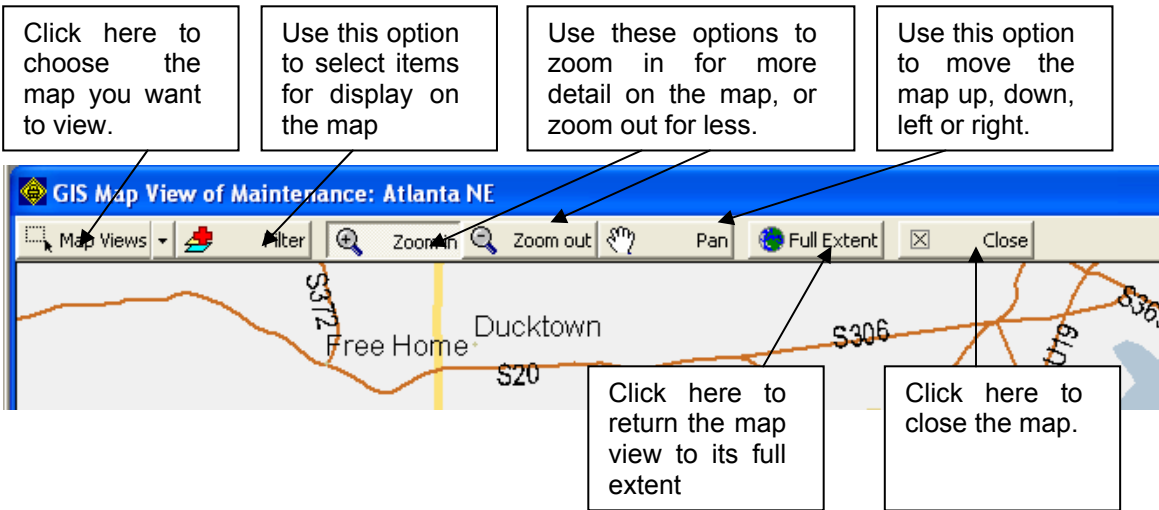 Click here to
choose the
map you want
to view.
Use this option
to select items
for display on
the map
Use these options to
zoom in for more
detail on the map, or
zoom out for less.
Use this option
to move the
map up, down,
left or right.
GIS Map View of Maintenance: Atlanta NE
Map Views Filter Zoom in Zoom out Pan Full Extent Close
S372
Free Home
Ducktown
S20
S306
U19
S369
Click here to
return the map
view to its full
extent
Click here to
close the map.